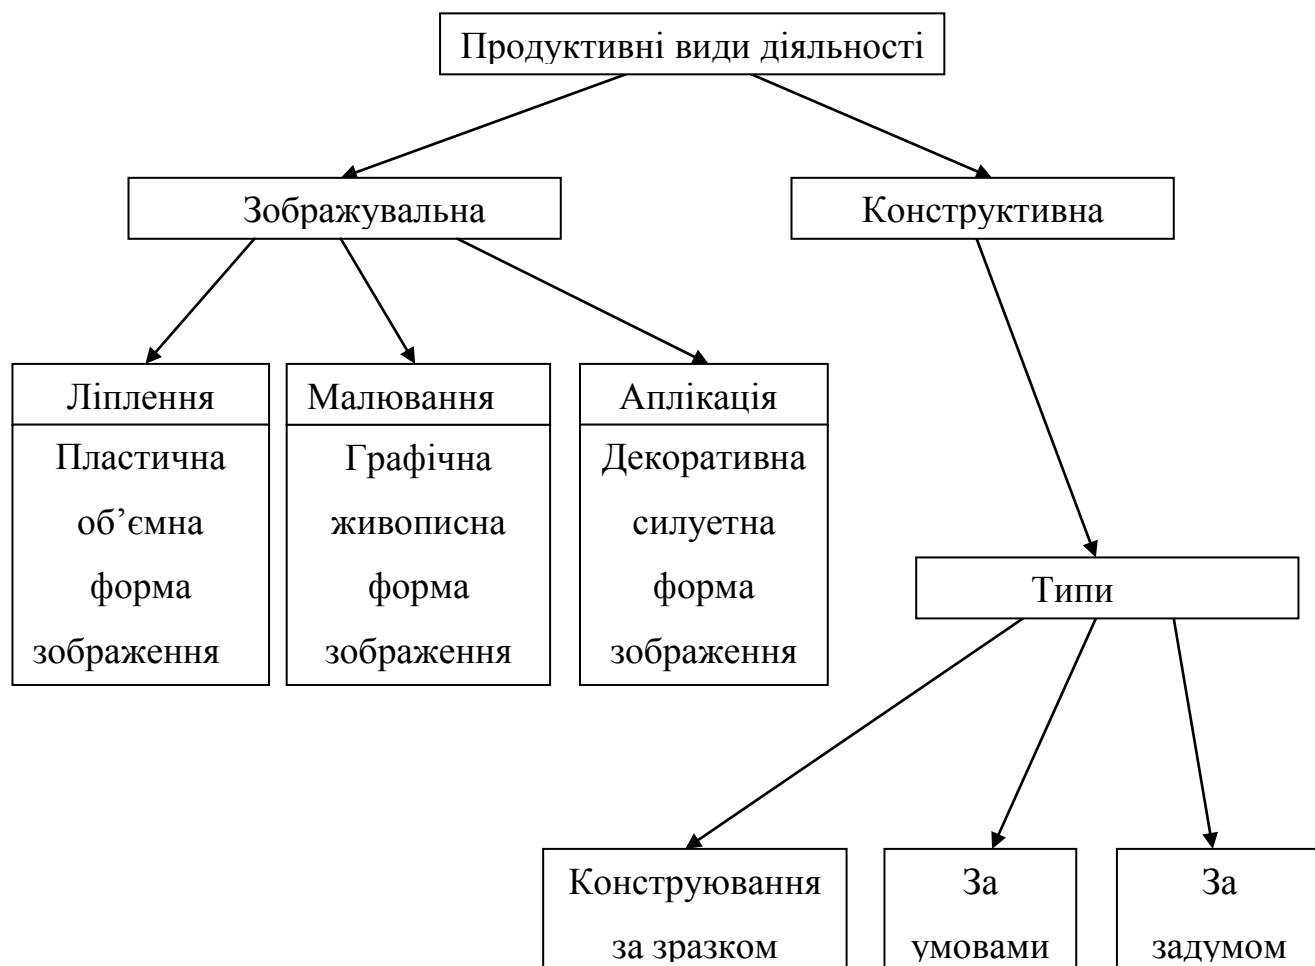 Продуктивні види діяльності
Зображувальна
Конструктивна
Ліплення
Пластична
об’ємна
форма
зображення
Малювання
Графічна
живописна
форма
зображення
Аплікація
Декоративна
силуетна
форма
зображення
Типи
Конструювання
за зразком
За
умовами
За
задумом